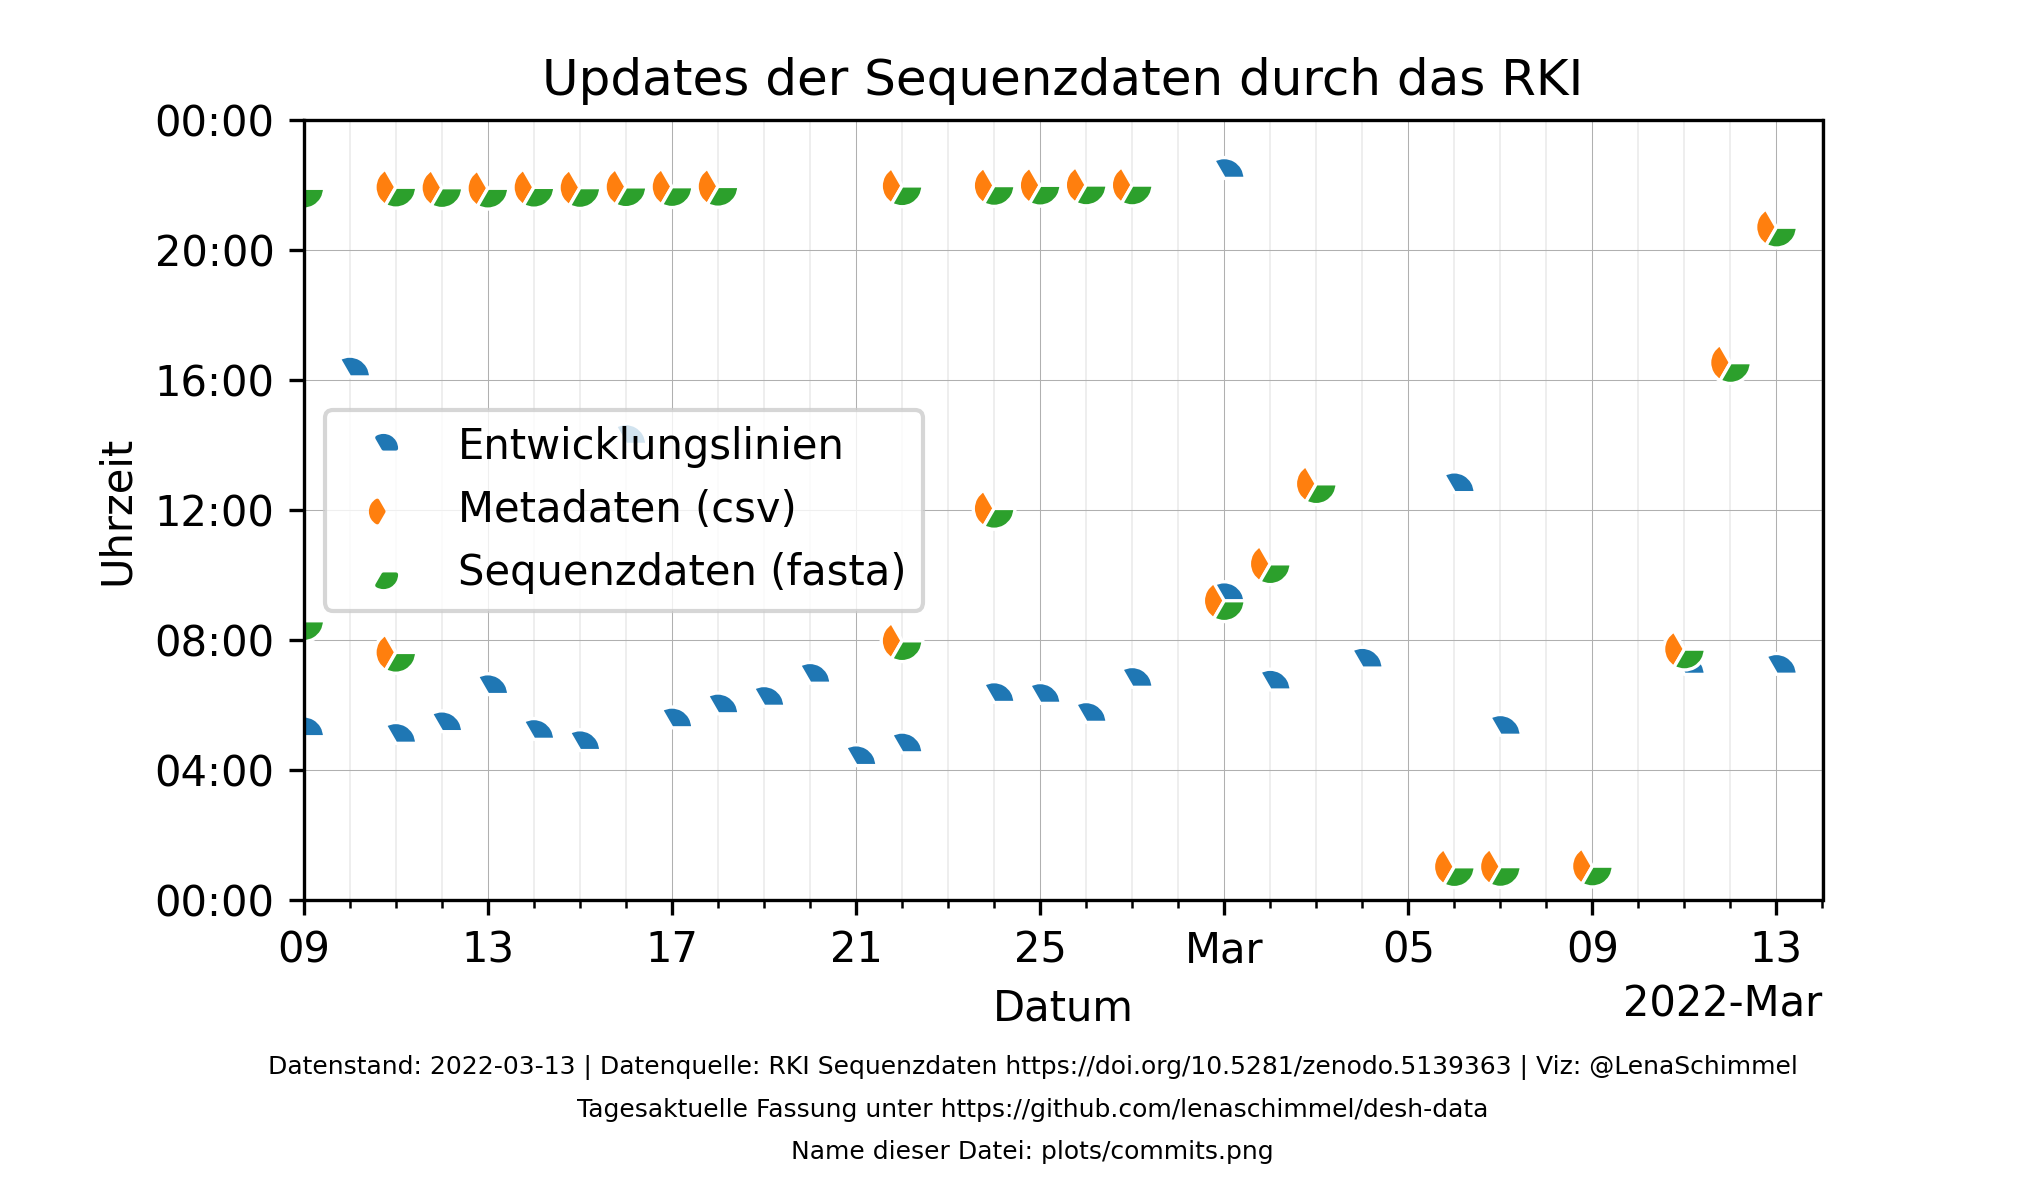 Updates der Sequenzdaten durch das RKI
00:00
20:00
16:00
12:00
08:00
04:00
00:00
Uhrzeit
Entwicklungslinien
Metadaten (csv)
Sequenzdaten (fasta)
09 13 17 21 25 Mar 05 09 13
Datum
2022-Mar
Datenstand: 2022-03-13 | Datenquelle: RKI Sequenzdaten https://doi.org/10.5281/zenodo.5139363 | Viz: @LenaSchimmel
Tagesaktuelle Fassung unter https://github.com/lenaschimmel/desh-data
Name dieser Datei: plots/commits.png